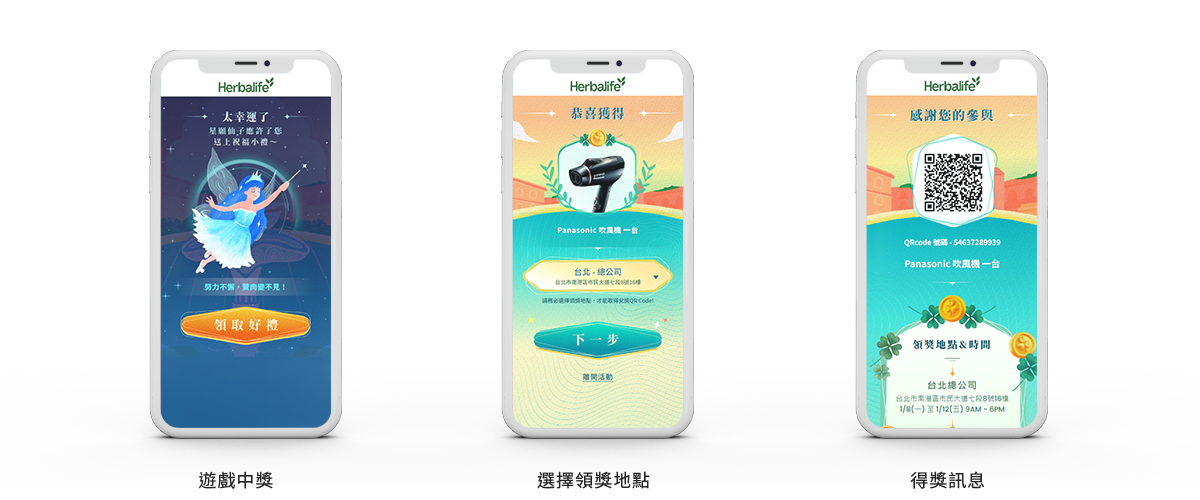 Herbalife
太幸運了
星願仙子應許了您
送上祝福小禮～
努力不懈，贅肉變不見！
領取好禮
遊戲中獎
Herbalife
恭喜獲得
Panasonic 吹風機 一台
台北 - 總公司
台北市南港區市民大道七段8號16樓
請務必選擇領獎地點，才能取得兌獎QR Code!
下一步
離開活動
選擇領獎地點
Herbalife
感謝您的參與
QRcode 號碼 - 54637289939
Panasonic 吹風機 一台
領獎地點&時間
台北總公司
台北市南港區市民大道七段8號16樓
1/8(一) 至 1/12(五) 9AM - 6PM
得獎訊息